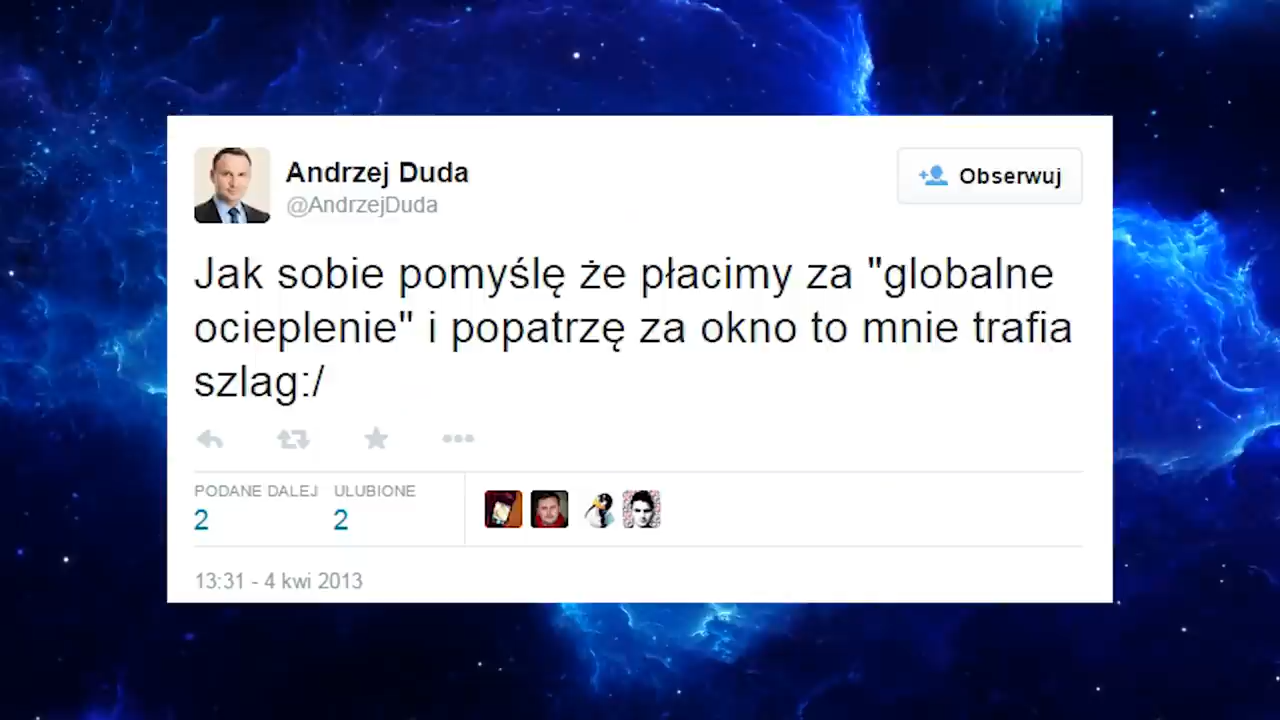 Andrzej Duda
@AndrzejDuda
Obserwuj
Jak sobie pomyślę że płacimy za "globalne
ocieplenie" i popatrzę za okno to mnie trafia
szlag:/
PODANE DALEJ ULUBIONE
2 2
13:31 - 4 kwi 2013